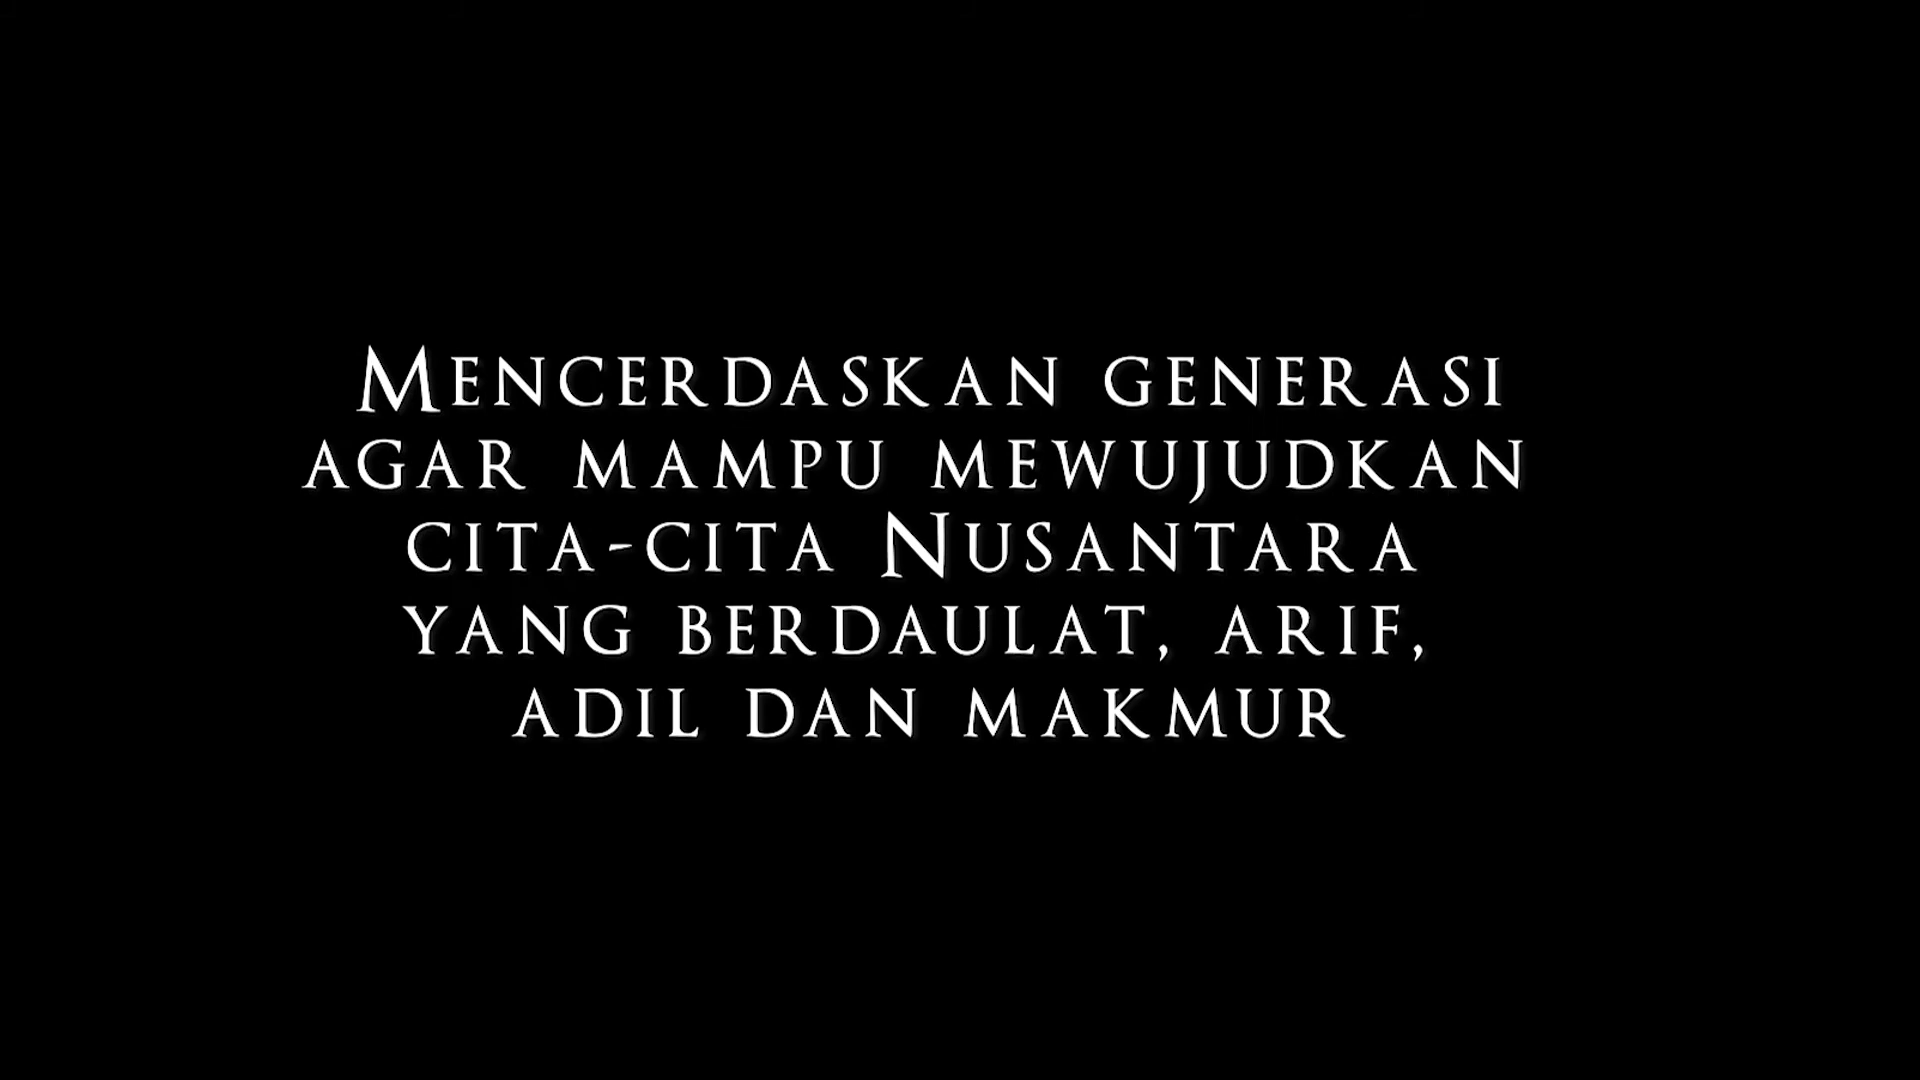 Mencerdaskan generasi
agar mampu mewujudkan
cita-cita Nusantara
yang berdaulat, arif,
adil dan makmur